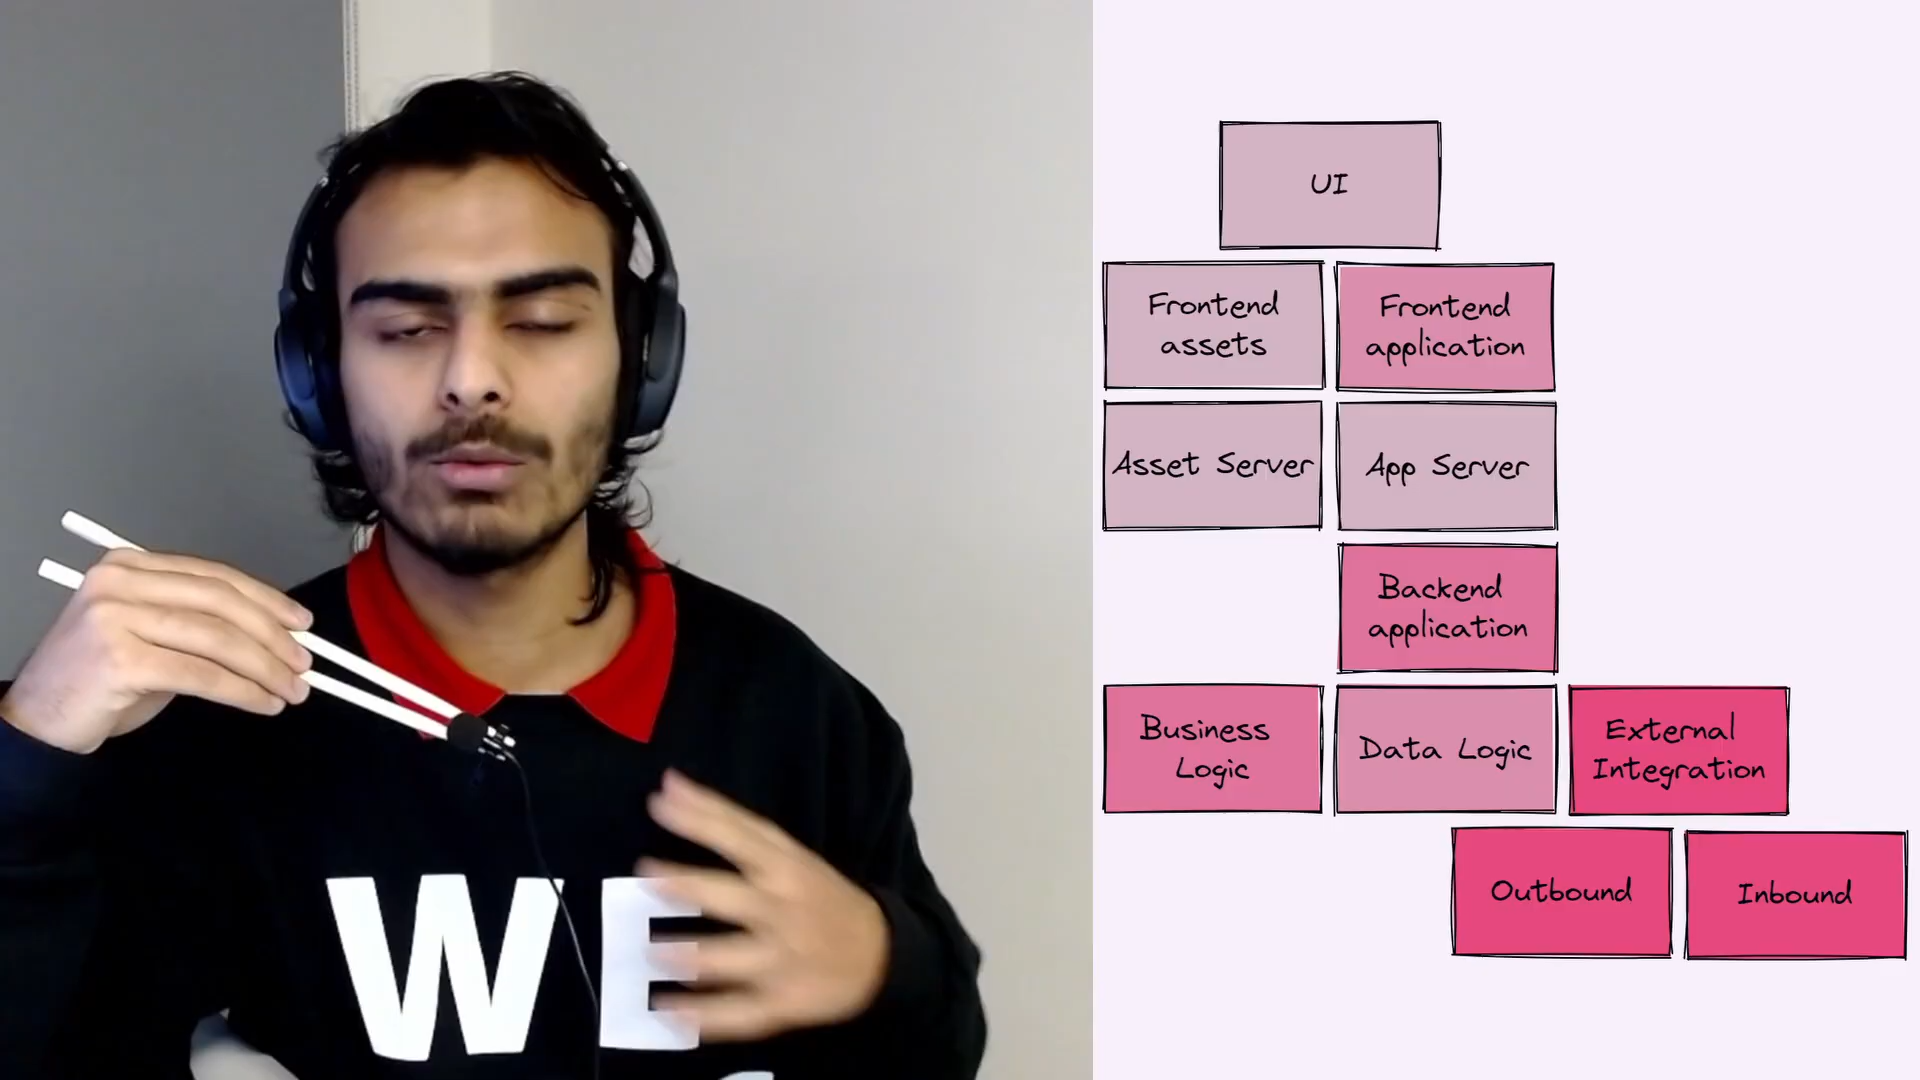 UI
Frontend
assets
Frontend
application
Asset Server
App Server
Backend
application
Business
Logic
Data Logic
External
Integration
Outbound
Inbound
WE